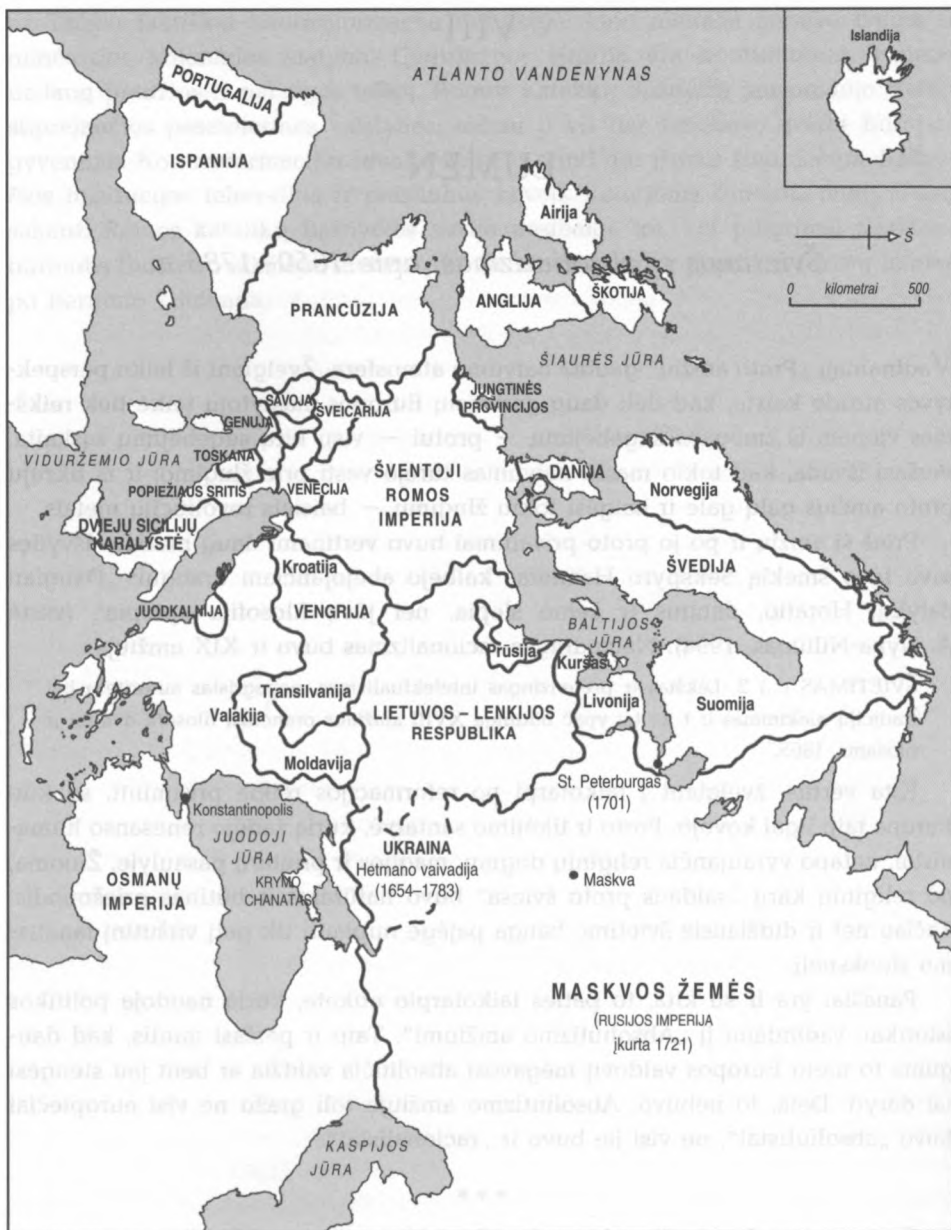 Islandija
ATLANTO VANDENYNAS
PORTUGALIJA
ISPANIJA
Airija
Š
0 kilometrai 500
PRANCŪZIJA
ANGLIJA
ŠKOTIJA
ŠIAURĖS JŪRA
SAVOJA
ŠVEICARIJA
GENUJA
JUNGTINĖS
PROVINCIJOS
VIDURŽEMIO JŪRA
TOSKANA
POPIEŽIAUS SRITIS
VENECIJA
ŠVENTOJI
ROMOS
IMPERIJA
DANIJA
Norvegija
DVIEJŲ SICILIJŲ
KARALYSTĖ
Kroatija
ŠVEDIJA
JUODKALNIJA
VENGRIJA
BALTIJOS
JŪRA
Prūsija
Kuršas
Transilvanija
Valakija
LIETUVOS – LENKIJOS
RESPUBLIKA
Livonija
Suomija
Moldavija
St. Peterburgas
(1701)
Konstantinopolis
JUODOJI
JŪRA
UKRAINA
Hetmano vaivadija
(1654–1783)
OSMANŲ
IMPERIJA
KRYMO
CHANATAS
Maskva
MASKVOS ŽEMĖS
(RUSIJOS IMPERIJA
Įkurta 1721)
KASPIJOS
JŪRA